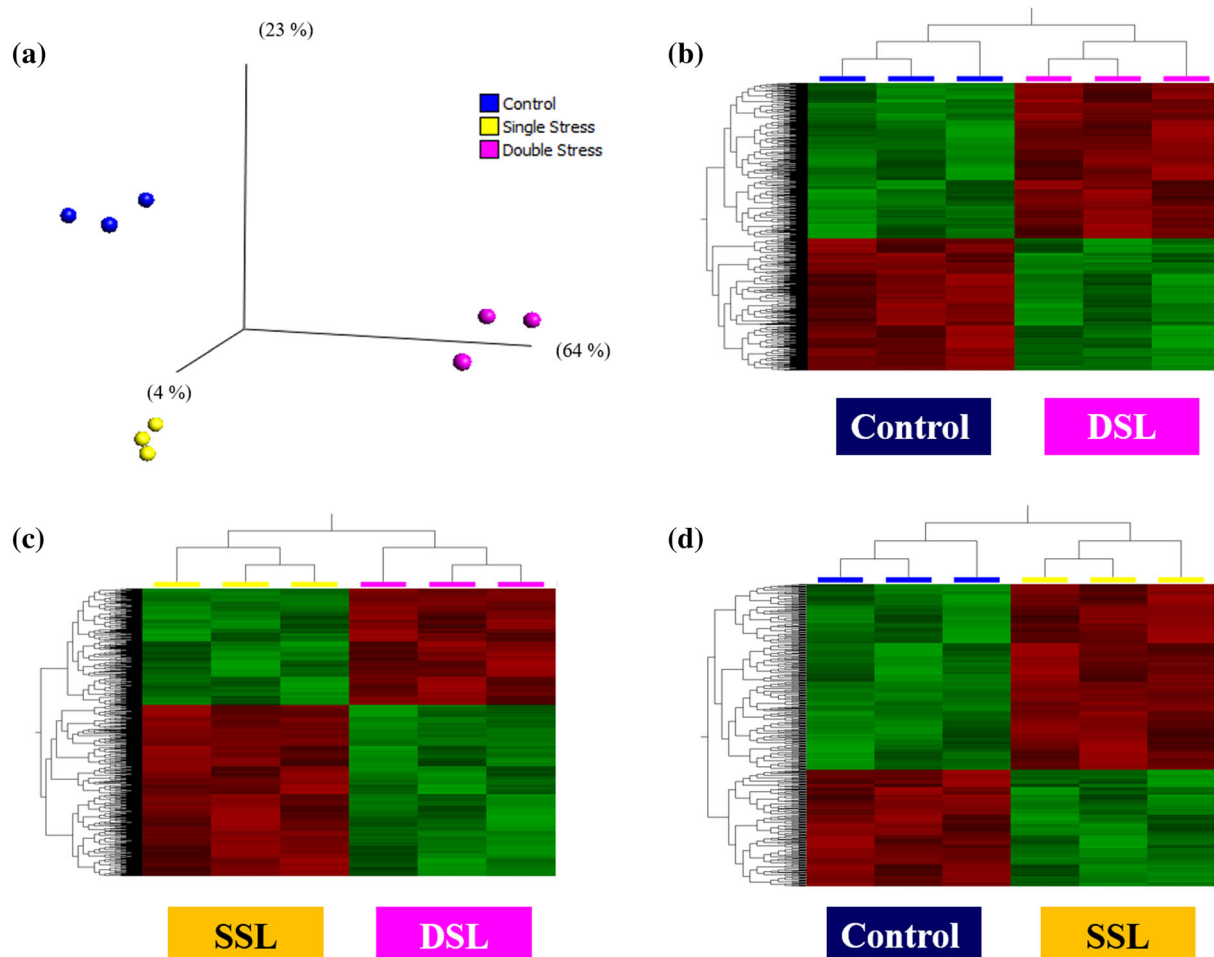 (a)
(23 %)
Control
Single Stress
Double Stress
(64 %)
(4 %)
(b)
Control
DSL
(c)
SSL
DSL
(d)
Control
SSL